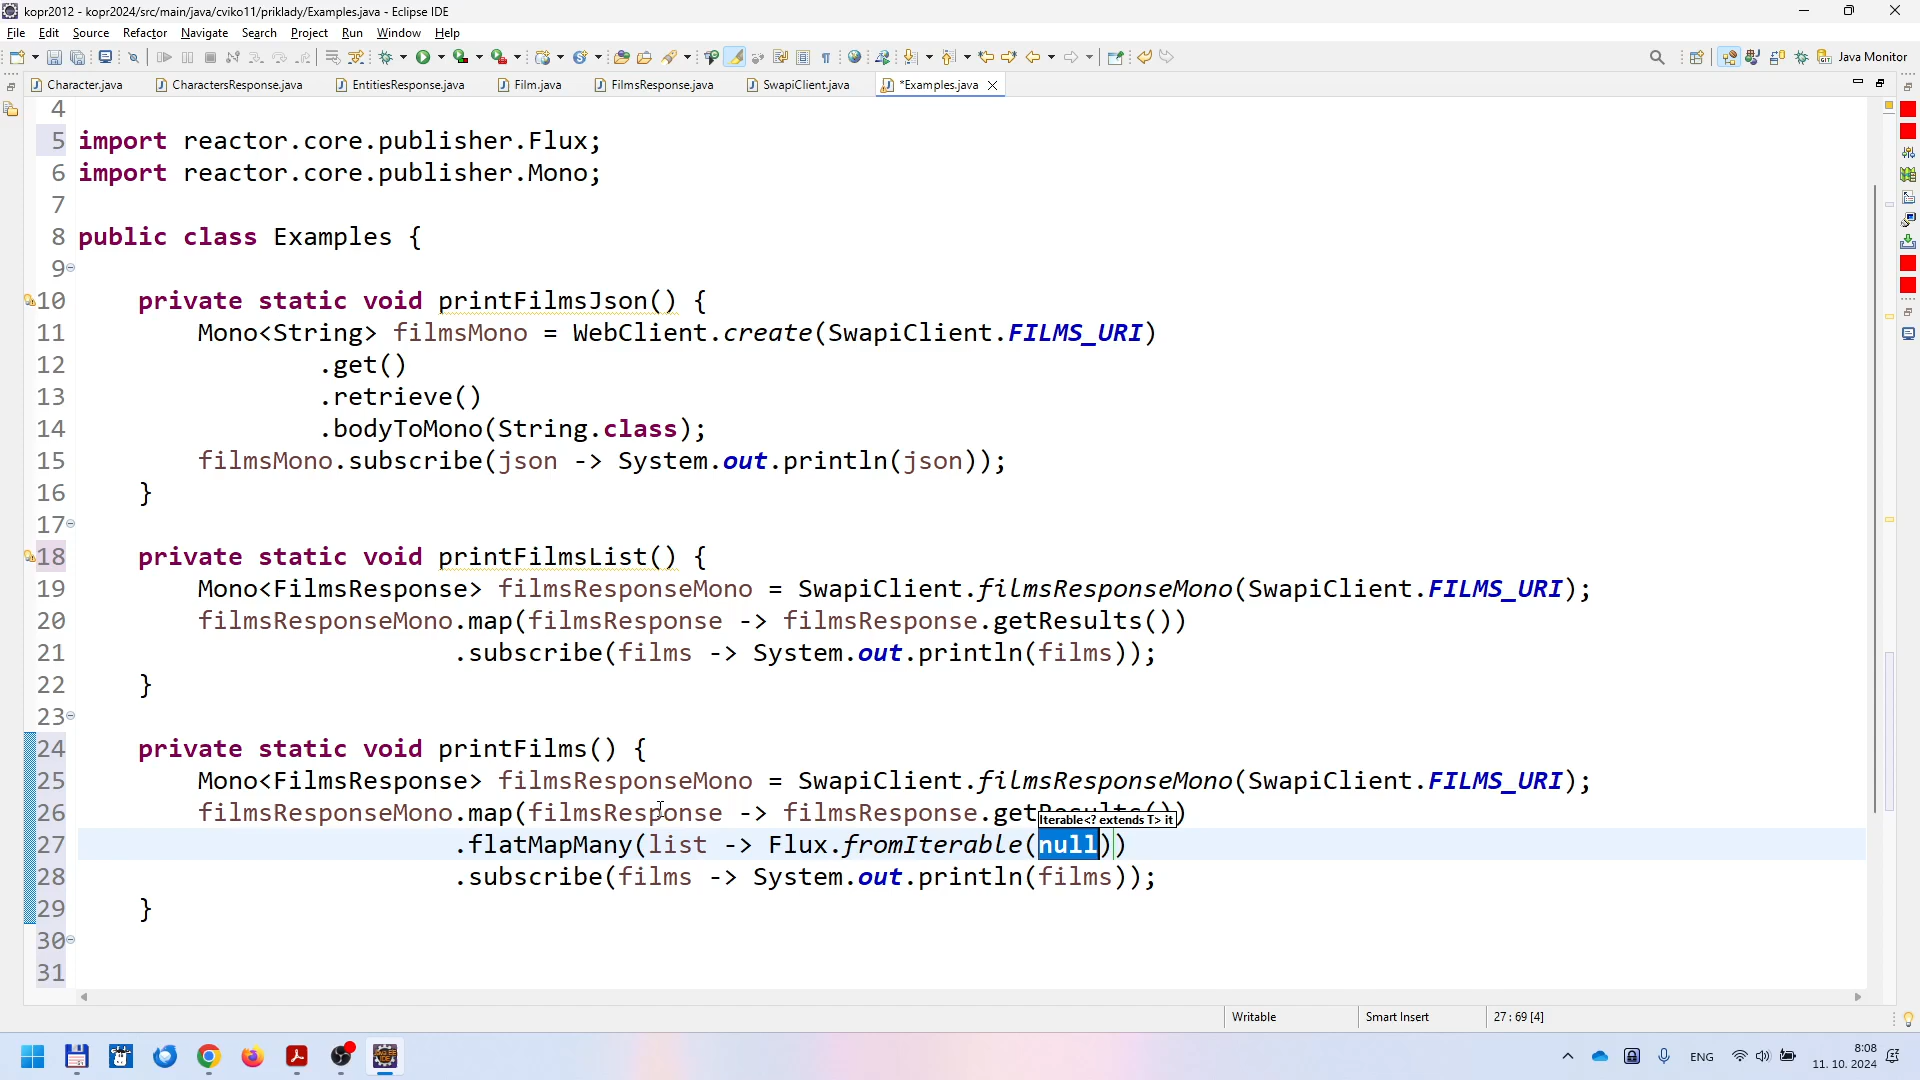 kopr2012 - kopr2024/src/main/java/cviko11/priklady/Examples.java - Eclipse IDE
File Edit Source Refactor Navigate Search Project Run Window Help
Java Monitor
Character.java CharactersResponse.java EntitiesResponse.java Film.java FilmsResponse.java SwapiClient.java *Examples.java
4
5 import reactor.core.publisher.Flux;
6 import reactor.core.publisher.Mono;
7
8 public class Examples {
9
10 private static void printFilmsJson() {
11 Mono<String> filmsMono = WebClient.create(SwapiClient.FILMS_URI)
12 .get()
13 .retrieve()
14 .bodyToMono(String.class);
15 filmsMono.subscribe(json -> System.out.println(json));
16 }
17
18 private static void printFilmsList() {
19 Mono<FilmsResponse> filmsResponseMono = SwapiClient.filmsResponseMono(SwapiClient.FILMS_URI);
20 filmsResponseMono.map(filmsResponse -> filmsResponse.getResults())
21 .subscribe(films -> System.out.println(films));
22 }
23
24 private static void printFilms() {
25 Mono<FilmsResponse> filmsResponseMono = SwapiClient.filmsResponseMono(SwapiClient.FILMS_URI);
26 filmsResponseMono.map(filmsResponse -> filmsResponse.getResults())
Iterable<? extends T> it
27 .flatMapMany(list -> Flux.fromIterable(null))
28 .subscribe(films -> System.out.println(films));
29 }
30
31
Writable Smart Insert 27 : 69 [4]
ENG 8:08
11. 10. 2024